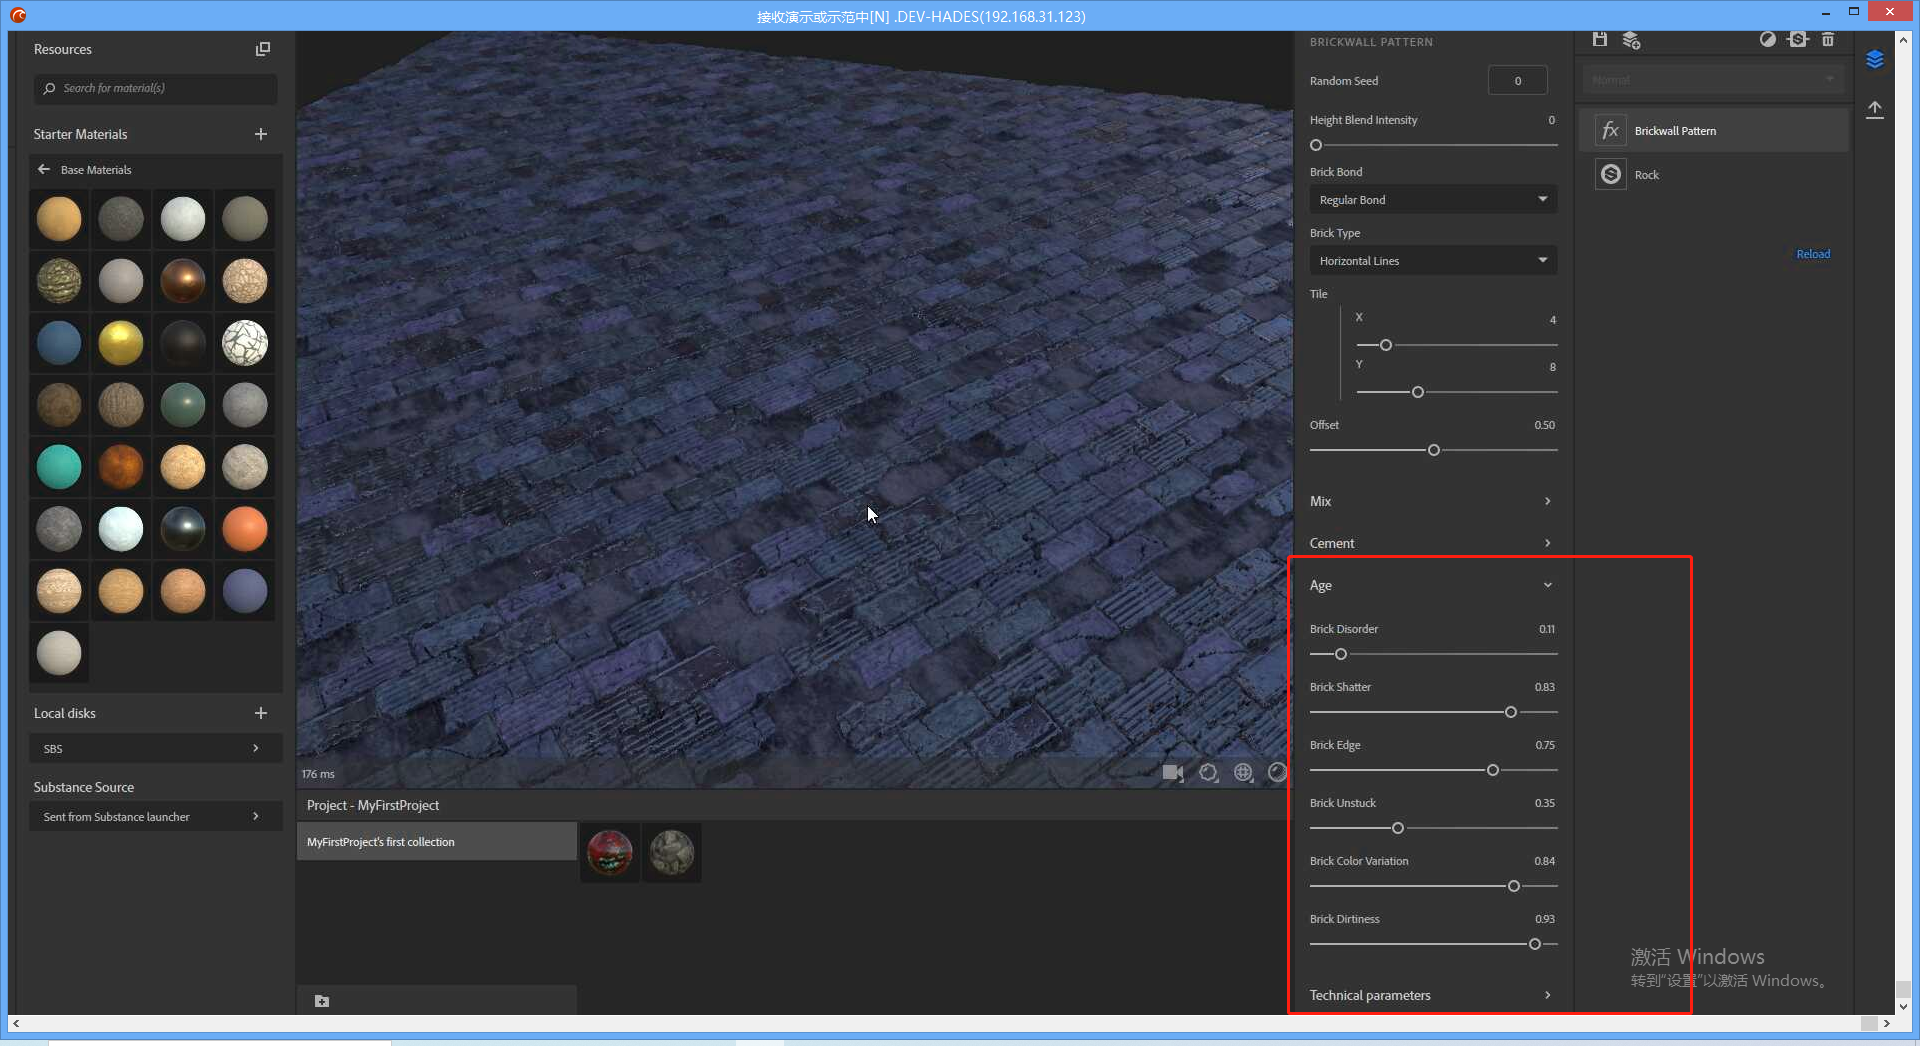 接收演示或示范中[N] .DEV-HADES(192.168.31.123)
Resources
Search for material(s)
Starter Materials
Base Materials
Local disks
SBS
Substance Source
Sent from Substance launcher
176 ms
Project - MyFirstProject
MyFirstProject's first collection
BRICKWALL PATTERN
Random Seed 0
Height Blend Intensity 0
Brick Bond
Regular Bond
Brick Type
Horizontal Lines
Tile
X 4
Y 8
Offset 0.50
Mix
Cement
Age
Brick Disorder 0.11
Brick Shatter 0.83
Brick Edge 0.75
Brick Unstuck 0.35
Brick Color Variation 0.84
Brick Dirtiness 0.93
Technical parameters
Normal
fx Brickwall Pattern
Rock
Reload
激活 Windows
转到“设置”以激活 Windows。